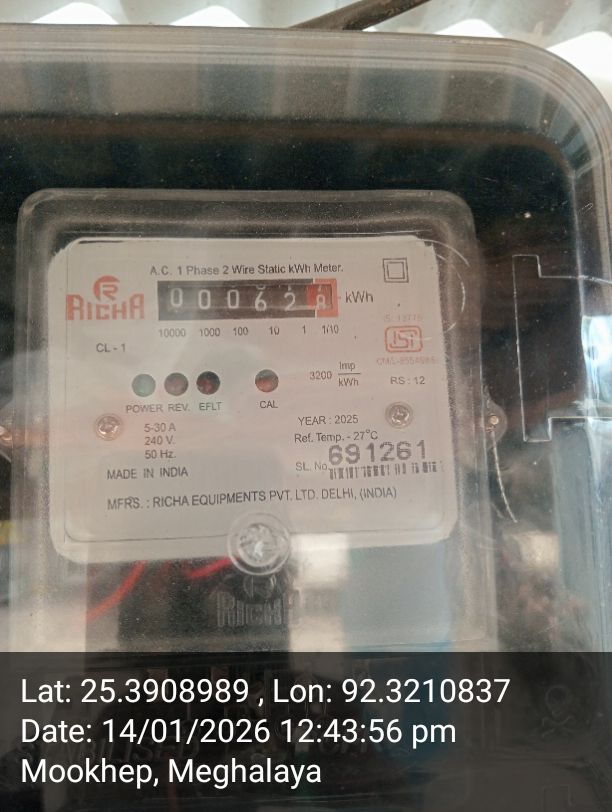 A.C. 1 Phase 2 Wire Static kWh Meter.
RICHA
000628 kWh
10000 1000 100 10 1 1/10
CL - 1
ISI
3200 Imp/kWh
RS : 12
POWER REV. EFLT CAL
5-30 A
240 V.
50 Hz.
YEAR : 2025
Ref. Temp. - 27°C
SL. No. 691261
MADE IN INDIA
MFRS. : RICHA EQUIPMENTS PVT. LTD. DELHI, (INDIA)
RICHA
Lat: 25.3908989 , Lon: 92.3210837
Date: 14/01/2026 12:43:56 pm
Mookhep, Meghalaya